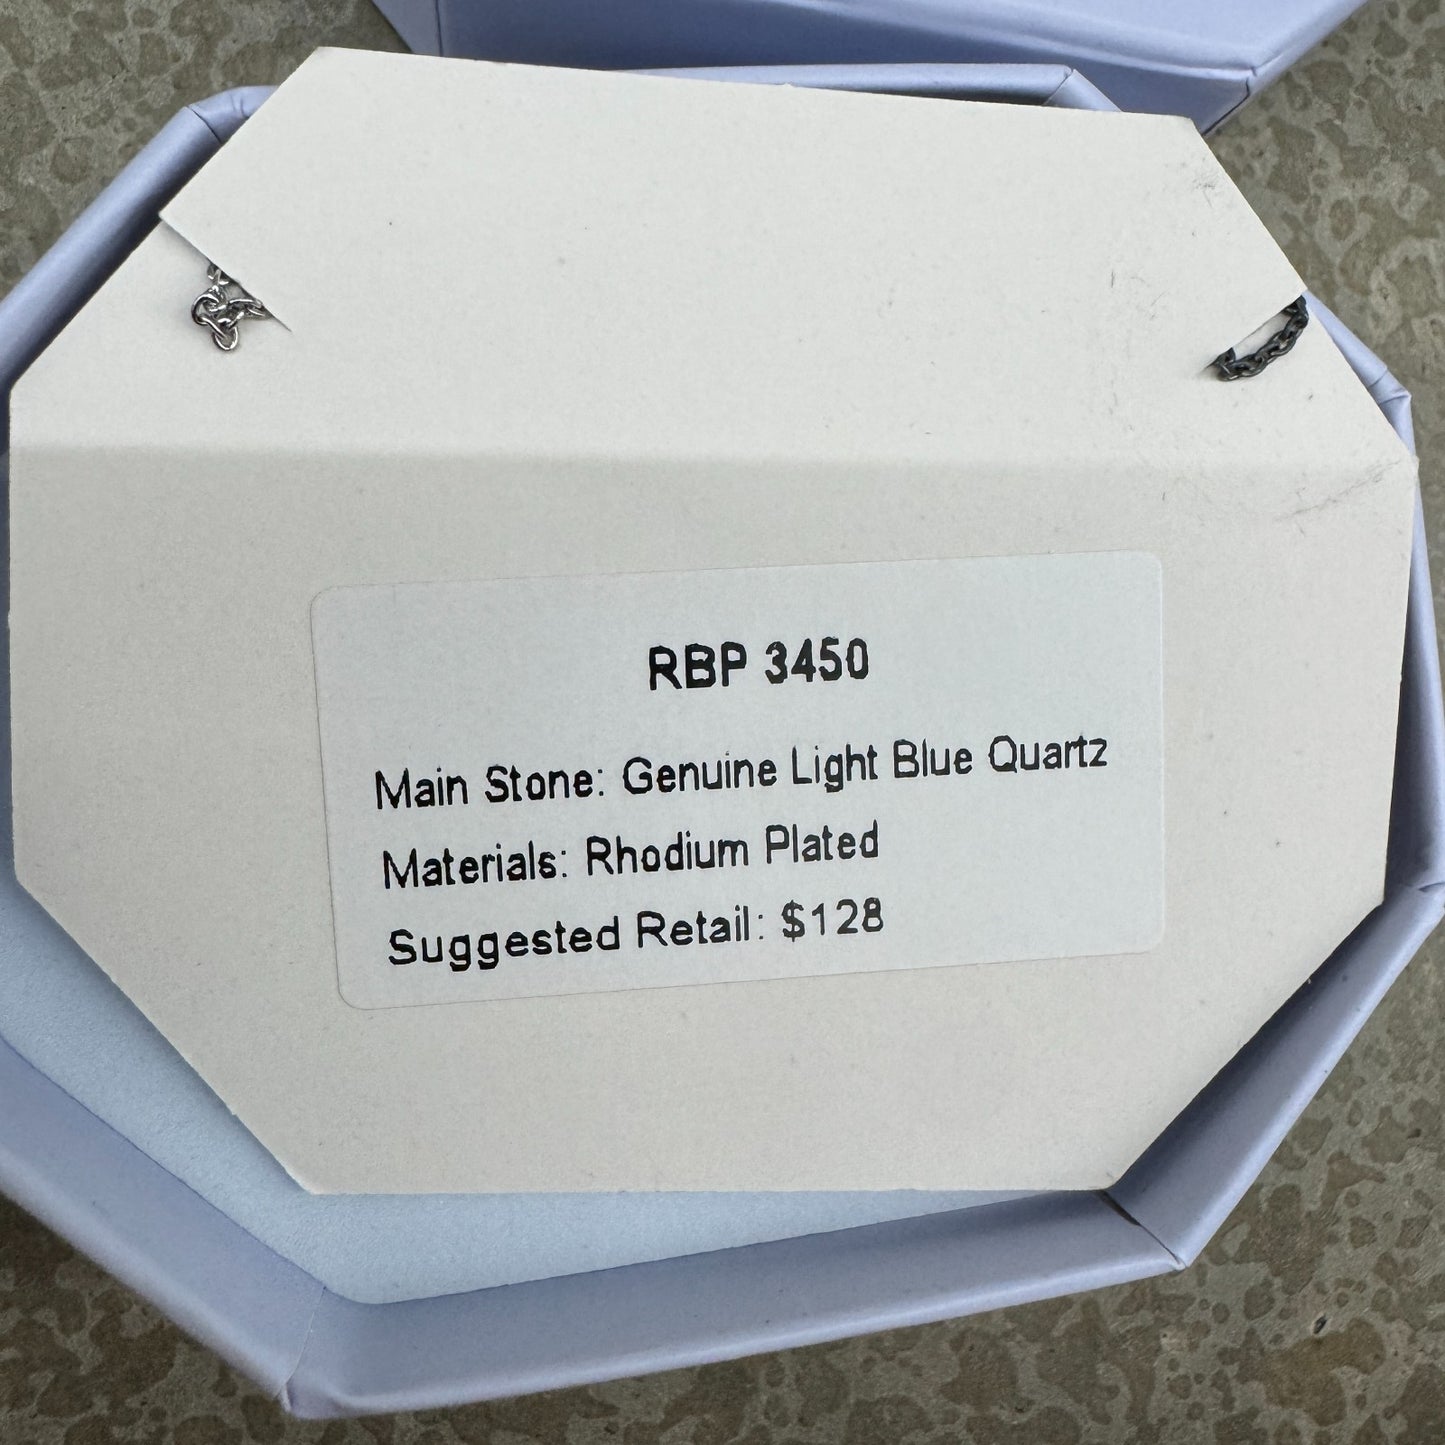 RBP 3450
Main Stone: Genuine Light Blue Quartz
Materials: Rhodium Plated
Suggested Retail: $128